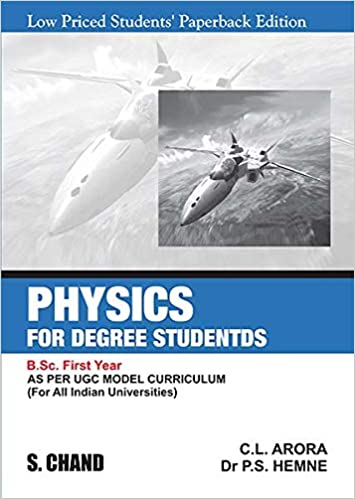 Low Priced Students' Paperback Edition
PHYSICS
FOR DEGREE STUDENTDS
B.Sc. First Year
AS PER UGC MODEL CURRICULUM
(For All Indian Universities)
C.L. ARORA
Dr P.S. HEMNE
S. CHAND